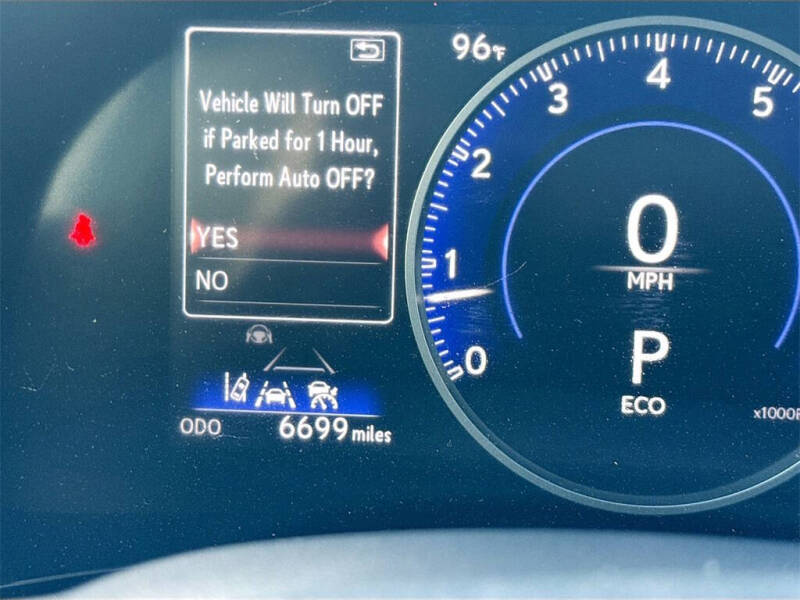 96°F
Vehicle Will Turn OFF
if Parked for 1 Hour,
Perform Auto OFF?
YES
NO
0
1
2
3
4
5
0
MPH
P
ECO
x1000
ODO 6699 miles